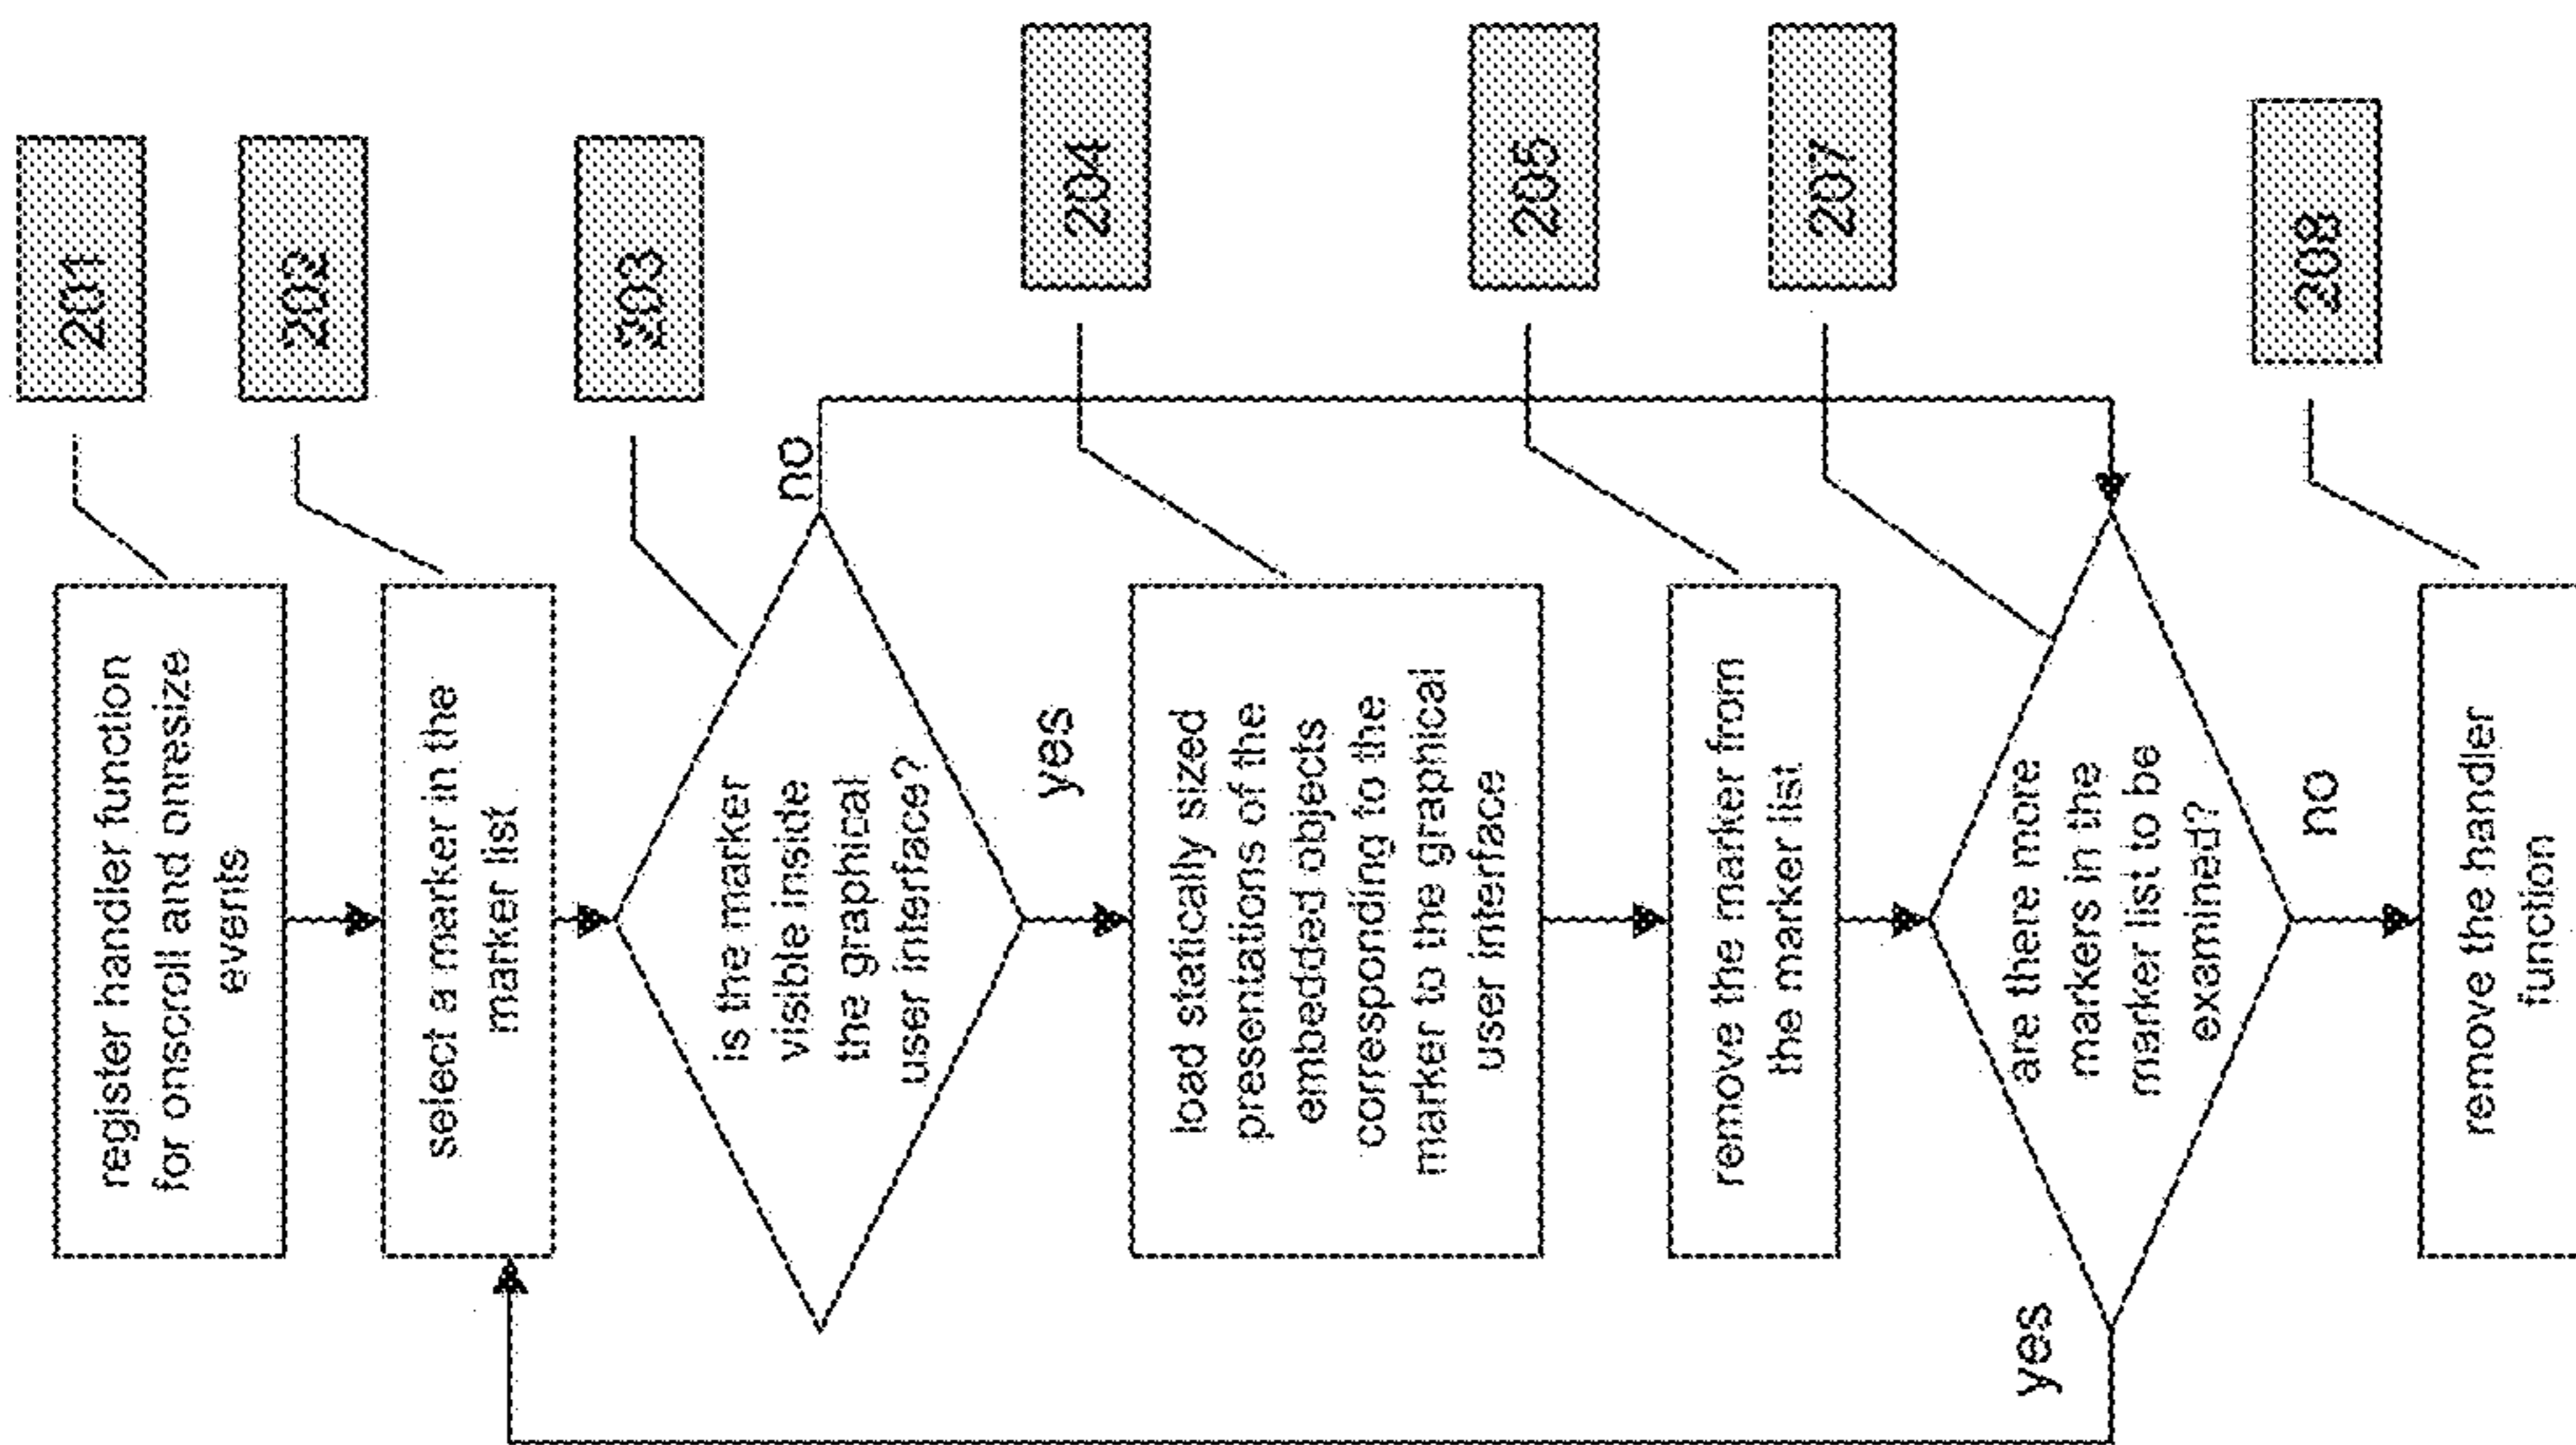 register handler function
for onscroll and onresize
events
201
select a marker in the
marker list
202
is the marker
visible inside
the graphical
user interface?
203
no
yes
load statically sized
presentations of the
embedded objects
corresponding to the
marker to the graphical
user interface
204
remove the marker from
the marker list
205
are there more
markers in the
marker list to be
examined?
207
yes
no
remove the handler
function
208